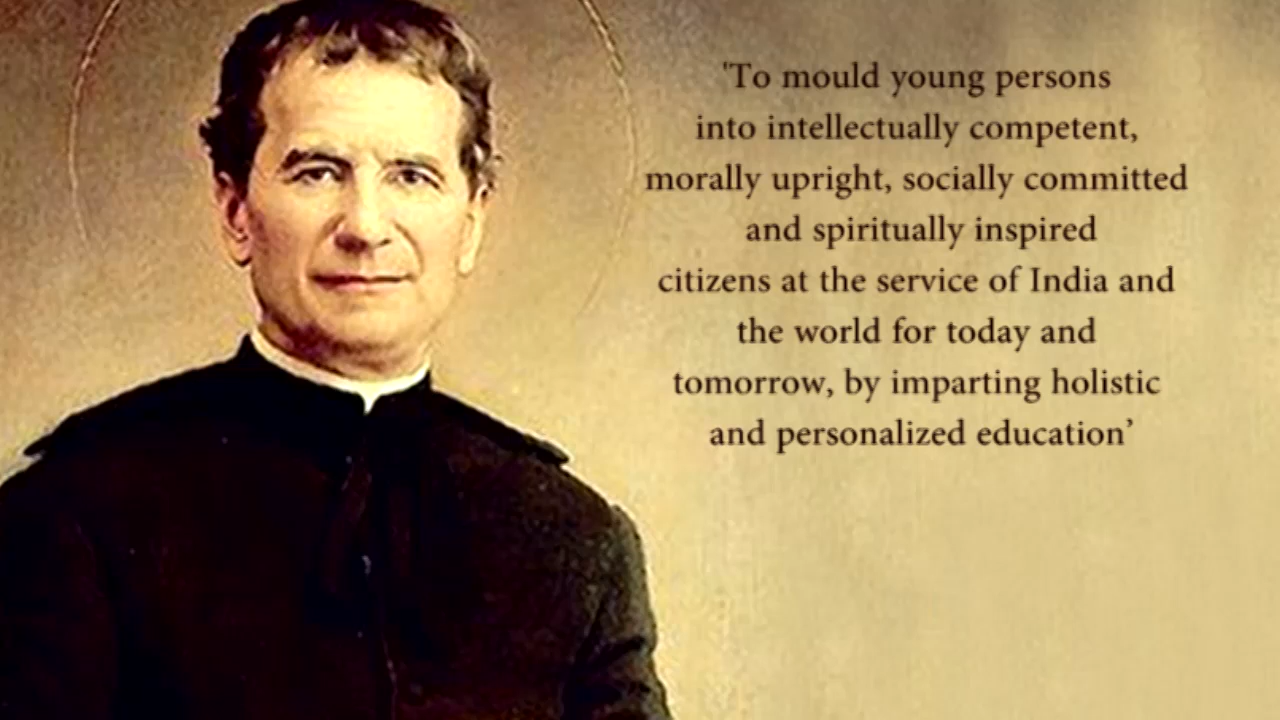 'To mould young persons
into intellectually competent,
morally upright, socially committed
and spiritually inspired
citizens at the service of India and
the world for today and
tomorrow, by imparting holistic
and personalized education’